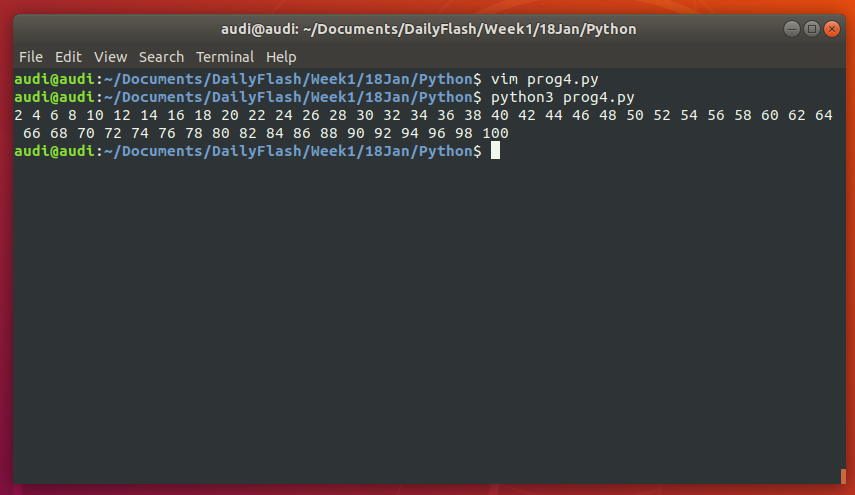 audi@audi: ~/Documents/DailyFlash/Week1/18Jan/Python
File Edit View Search Terminal Help
audi@audi:~/Documents/DailyFlash/Week1/18Jan/Python$ vim prog4.py
audi@audi:~/Documents/DailyFlash/Week1/18Jan/Python$ python3 prog4.py
2 4 6 8 10 12 14 16 18 20 22 24 26 28 30 32 34 36 38 40 42 44 46 48 50 52 54 56 58 60 62 64
66 68 70 72 74 76 78 80 82 84 86 88 90 92 94 96 98 100
audi@audi:~/Documents/DailyFlash/Week1/18Jan/Python$